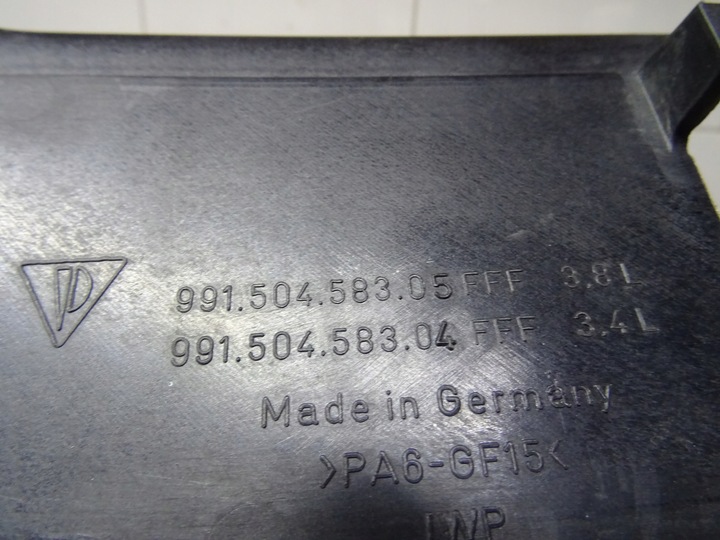 991.504.583.05 FFF 3.8L
991.504.583.04 FFF 3.4L
Made in Germany
>PA6-GF15<